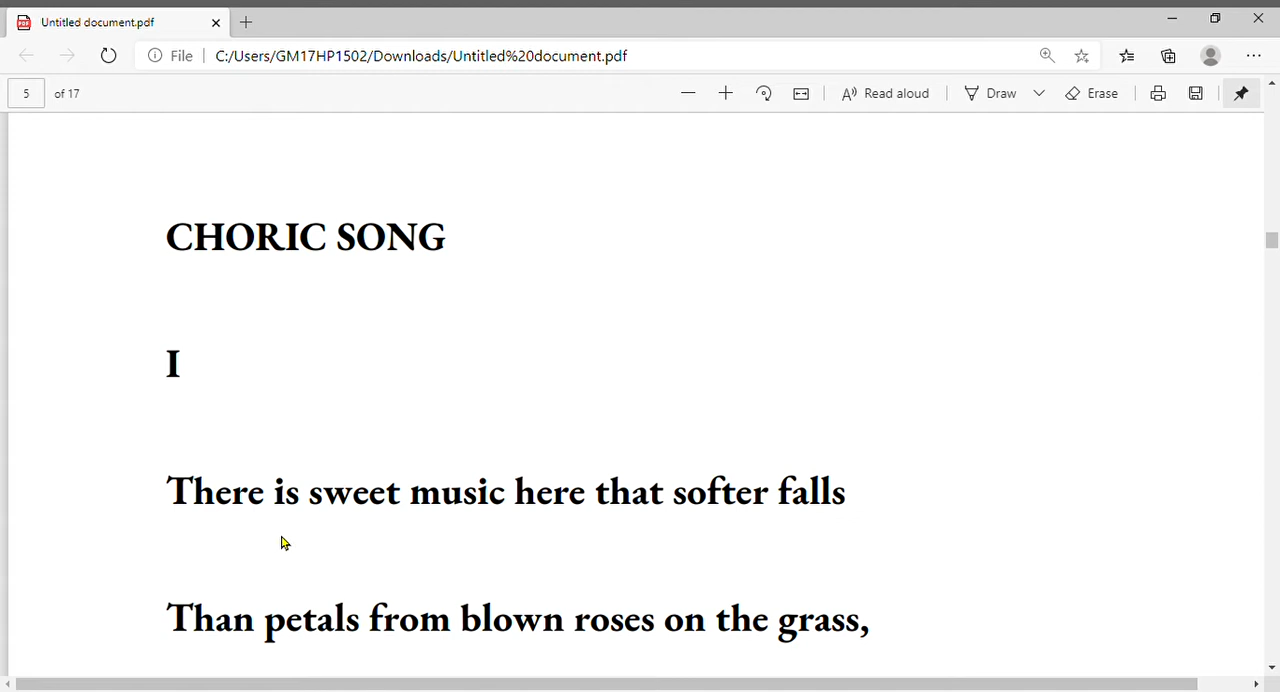 Untitled document.pdf
File C:/Users/GM17HP1502/Downloads/Untitled%20document.pdf
5 of 17 Read aloud Draw Erase
CHORIC SONG
I
There is sweet music here that softer falls
Than petals from blown roses on the grass,